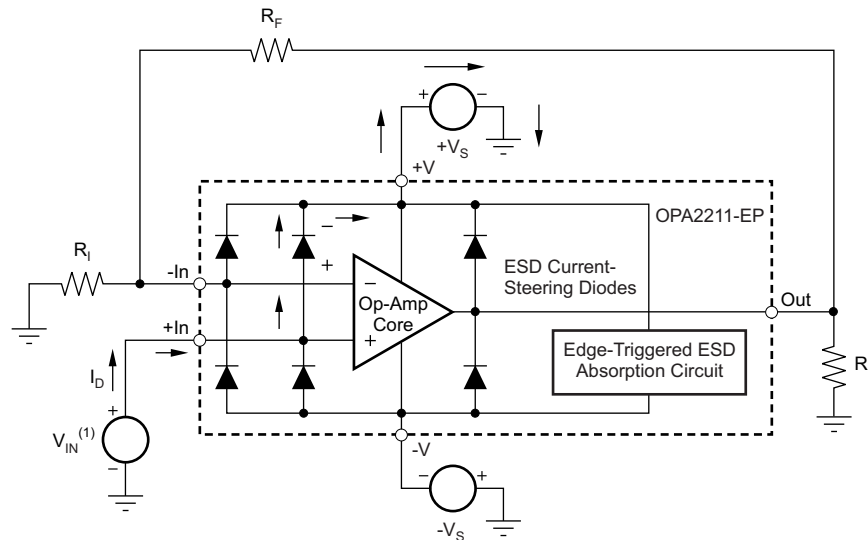 R_F
+ −
+V_S
+V
OPA2211-EP
R_I
−
+
-In
−
Op-Amp
Core
+
ESD Current-
Steering Diodes
Out
+In
Edge-Triggered ESD
Absorption Circuit
R
I_D
+
V_IN^(1)
−
-V
− +
-V_S